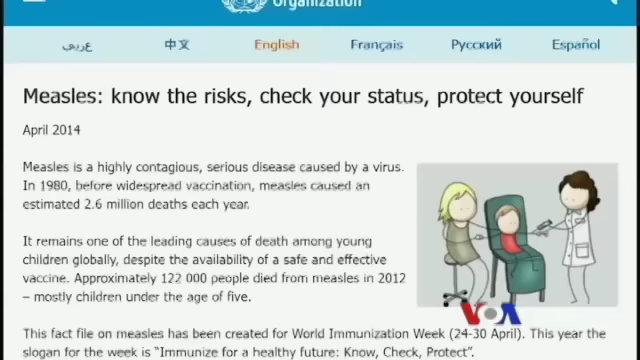 Organization
عربي
中文
English
Français
Русский
Español
Measles: know the risks, check your status, protect yourself
April 2014
Measles is a highly contagious, serious disease caused by a virus.
In 1980, before widespread vaccination, measles caused an
estimated 2.6 million deaths each year.
It remains one of the leading causes of death among young
children globally, despite the availability of a safe and effective
vaccine. Approximately 122 000 people died from measles in 2012
– mostly children under the age of five.
VOA
This fact file on measles has been created for World Immunization Week (24-30 April). This year the
slogan for the week is “Immunize for a healthy future: Know, Check, Protect”.